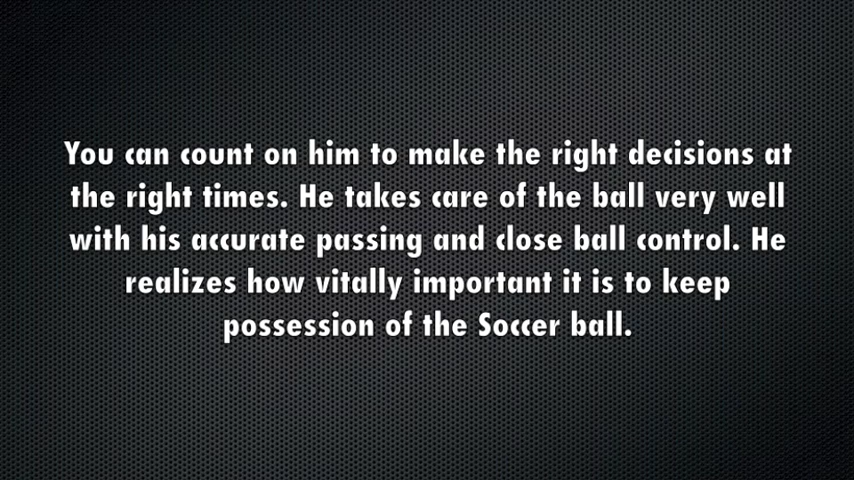 You can count on him to make the right decisions at
the right times. He takes care of the ball very well
with his accurate passing and close ball control. He
realizes how vitally important it is to keep
possession of the Soccer ball.